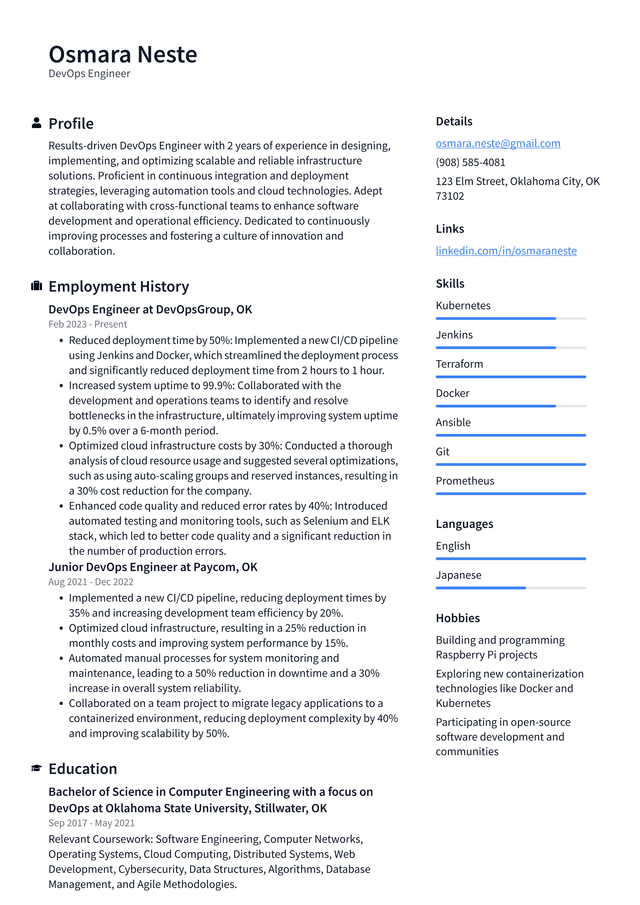 Osmara Neste
DevOps Engineer
Profile
Results-driven DevOps Engineer with 2 years of experience in designing,
implementing, and optimizing scalable and reliable infrastructure
solutions. Proficient in continuous integration and deployment
strategies, leveraging automation tools and cloud technologies. Adept
at collaborating with cross-functional teams to enhance software
development and operational efficiency. Dedicated to continuously
improving processes and fostering a culture of innovation and
collaboration.
Employment History
DevOps Engineer at DevOpsGroup, OK
Feb 2023 - Present
• Reduced deployment time by 50%: Implemented a new CI/CD pipeline
using Jenkins and Docker, which streamlined the deployment process
and significantly reduced deployment time from 2 hours to 1 hour.
• Increased system uptime to 99.9%: Collaborated with the
development and operations teams to identify and resolve
bottlenecks in the infrastructure, ultimately improving system uptime
by 0.5% over a 6-month period.
• Optimized cloud infrastructure costs by 30%: Conducted a thorough
analysis of cloud resource usage and suggested several optimizations,
such as using auto-scaling groups and reserved instances, resulting in
a 30% cost reduction for the company.
• Enhanced code quality and reduced error rates by 40%: Introduced
automated testing and monitoring tools, such as Selenium and ELK
stack, which led to better code quality and a significant reduction in
the number of production errors.
Junior DevOps Engineer at Paycom, OK
Aug 2021 - Dec 2022
• Implemented a new CI/CD pipeline, reducing deployment times by
35% and increasing development team efficiency by 20%.
• Optimized cloud infrastructure, resulting in a 25% reduction in
monthly costs and improving system performance by 15%.
• Automated manual processes for system monitoring and
maintenance, leading to a 50% reduction in downtime and a 30%
increase in overall system reliability.
• Collaborated on a team project to migrate legacy applications to a
containerized environment, reducing deployment complexity by 40%
and improving scalability by 50%.
Education
Bachelor of Science in Computer Engineering with a focus on
DevOps at Oklahoma State University, Stillwater, OK
Sep 2017 - May 2021
Relevant Coursework: Software Engineering, Computer Networks,
Operating Systems, Cloud Computing, Distributed Systems, Web
Development, Cybersecurity, Data Structures, Algorithms, Database
Management, and Agile Methodologies.
Details
osmara.neste@gmail.com
(908) 585-4081
123 Elm Street, Oklahoma City, OK
73102
Links
linkedin.com/in/osmaraneste
Skills
Kubernetes
Jenkins
Terraform
Docker
Ansible
Git
Prometheus
Languages
English
Japanese
Hobbies
Building and programming
Raspberry Pi projects
Exploring new containerization
technologies like Docker and
Kubernetes
Participating in open-source
software development and
communities